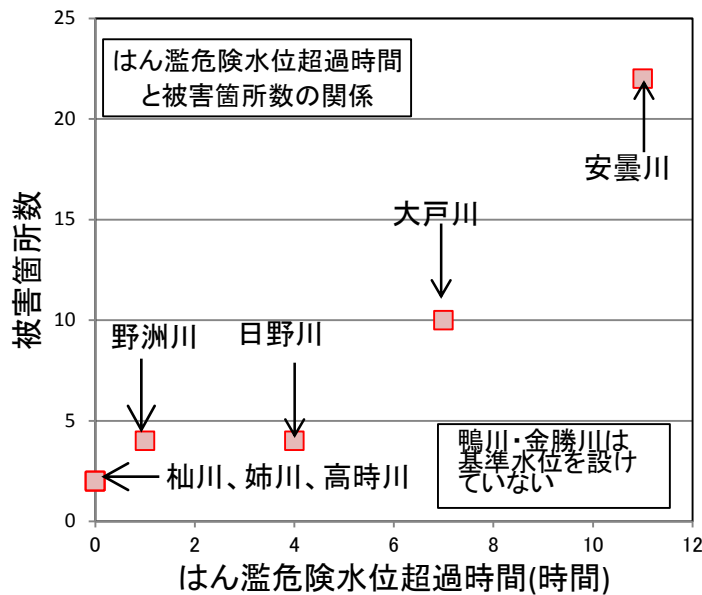 はん濫危険水位超過時間
と被害箇所数の関係
25
20
15
10
5
0
被害箇所数
安曇川
大戸川
野洲川
日野川
杣川、姉川、高時川
鴨川・金勝川は
基準水位を設け
ていない
0 2 4 6 8 10 12
はん濫危険水位超過時間(時間)